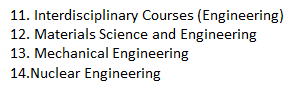 11. Interdisciplinary Courses (Engineering)
12. Materials Science and Engineering
13. Mechanical Engineering
14.Nuclear Engineering